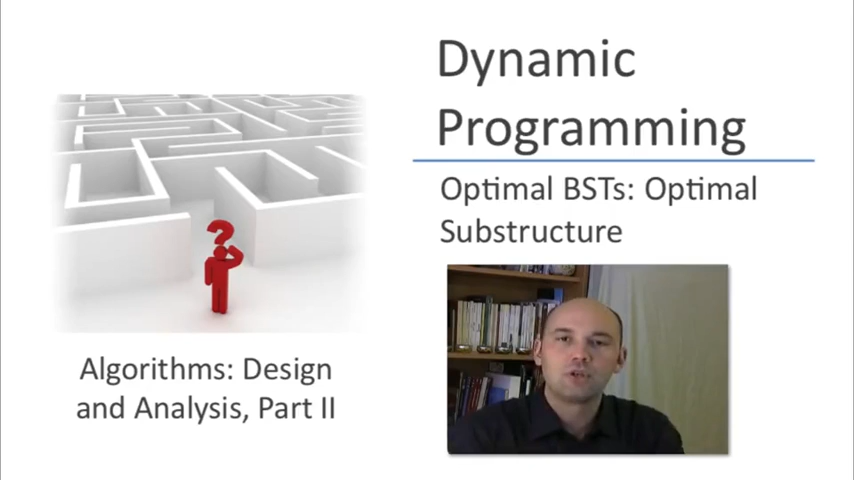 Dynamic
Programming
Optimal BSTs: Optimal
Substructure
Algorithms: Design
and Analysis, Part II